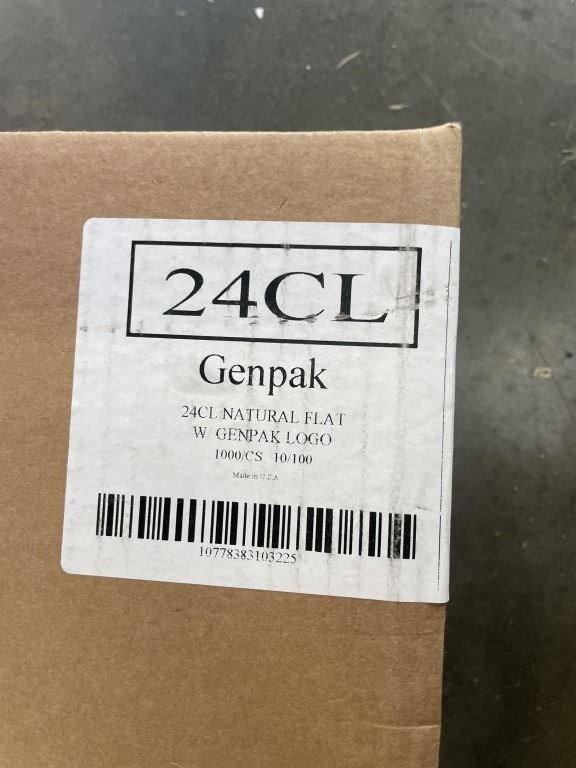 24CL
Genpak
24CL NATURAL FLAT
W/ GENPAK LOGO
1000/CS 10/100
Made in U.S.A
10778383103225